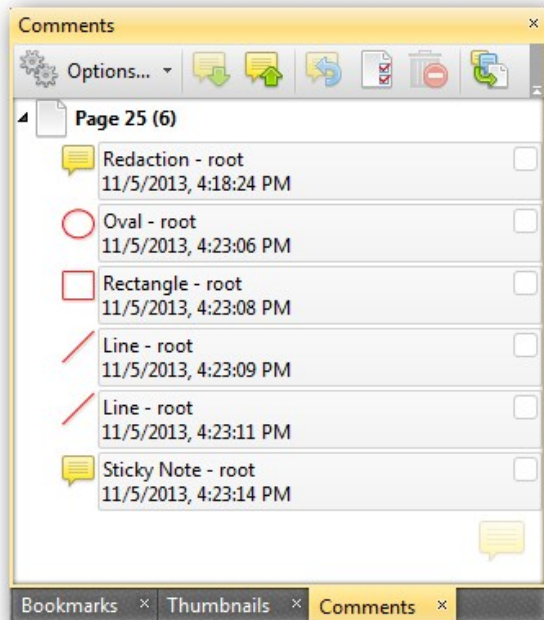 Comments
Options...
Page 25 (6)
Redaction - root
11/5/2013, 4:18:24 PM
Oval - root
11/5/2013, 4:23:06 PM
Rectangle - root
11/5/2013, 4:23:08 PM
Line - root
11/5/2013, 4:23:09 PM
Line - root
11/5/2013, 4:23:11 PM
Sticky Note - root
11/5/2013, 4:23:14 PM
Bookmarks Thumbnails Comments